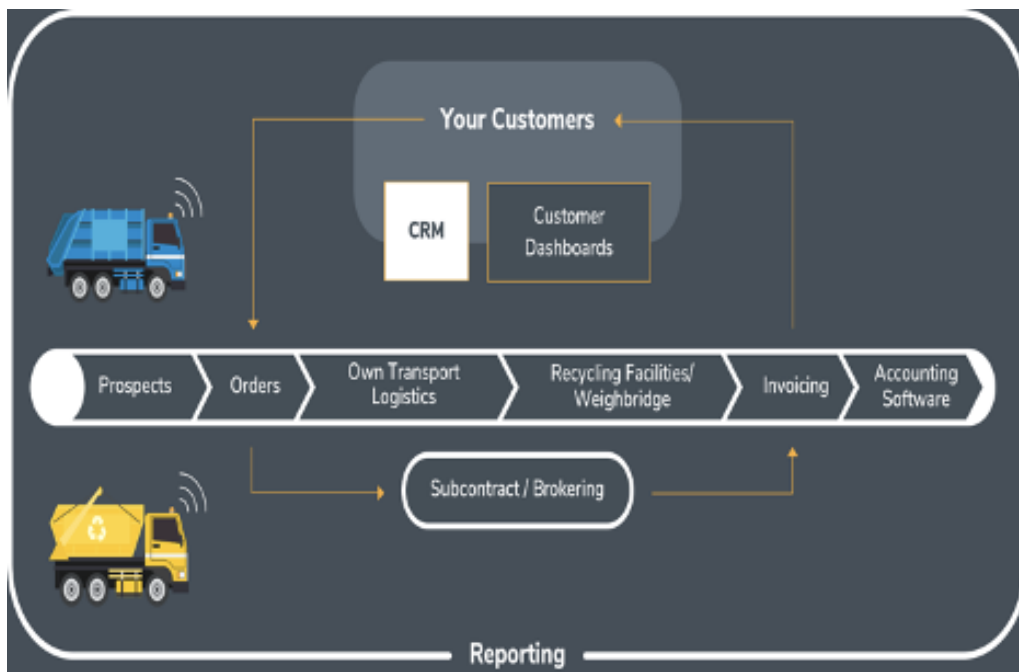 Your Customers
CRM
Customer
Dashboards
Prospects
Orders
Own Transport
Logistics
Recycling Facilities/
Weighbridge
Invoicing
Accounting
Software
Subcontract / Brokering
Reporting